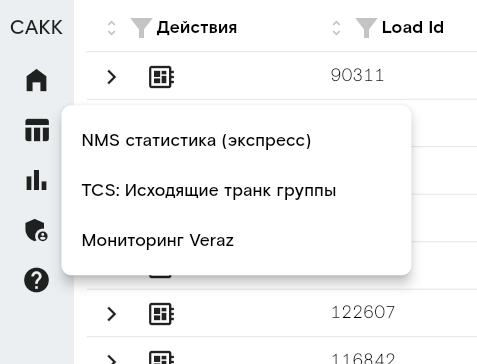 САКК
Действия
Load Id
90311
NMS статистика (экспресс)
TCS: Исходящие транк группы
Мониторинг Veraz
122607
116842